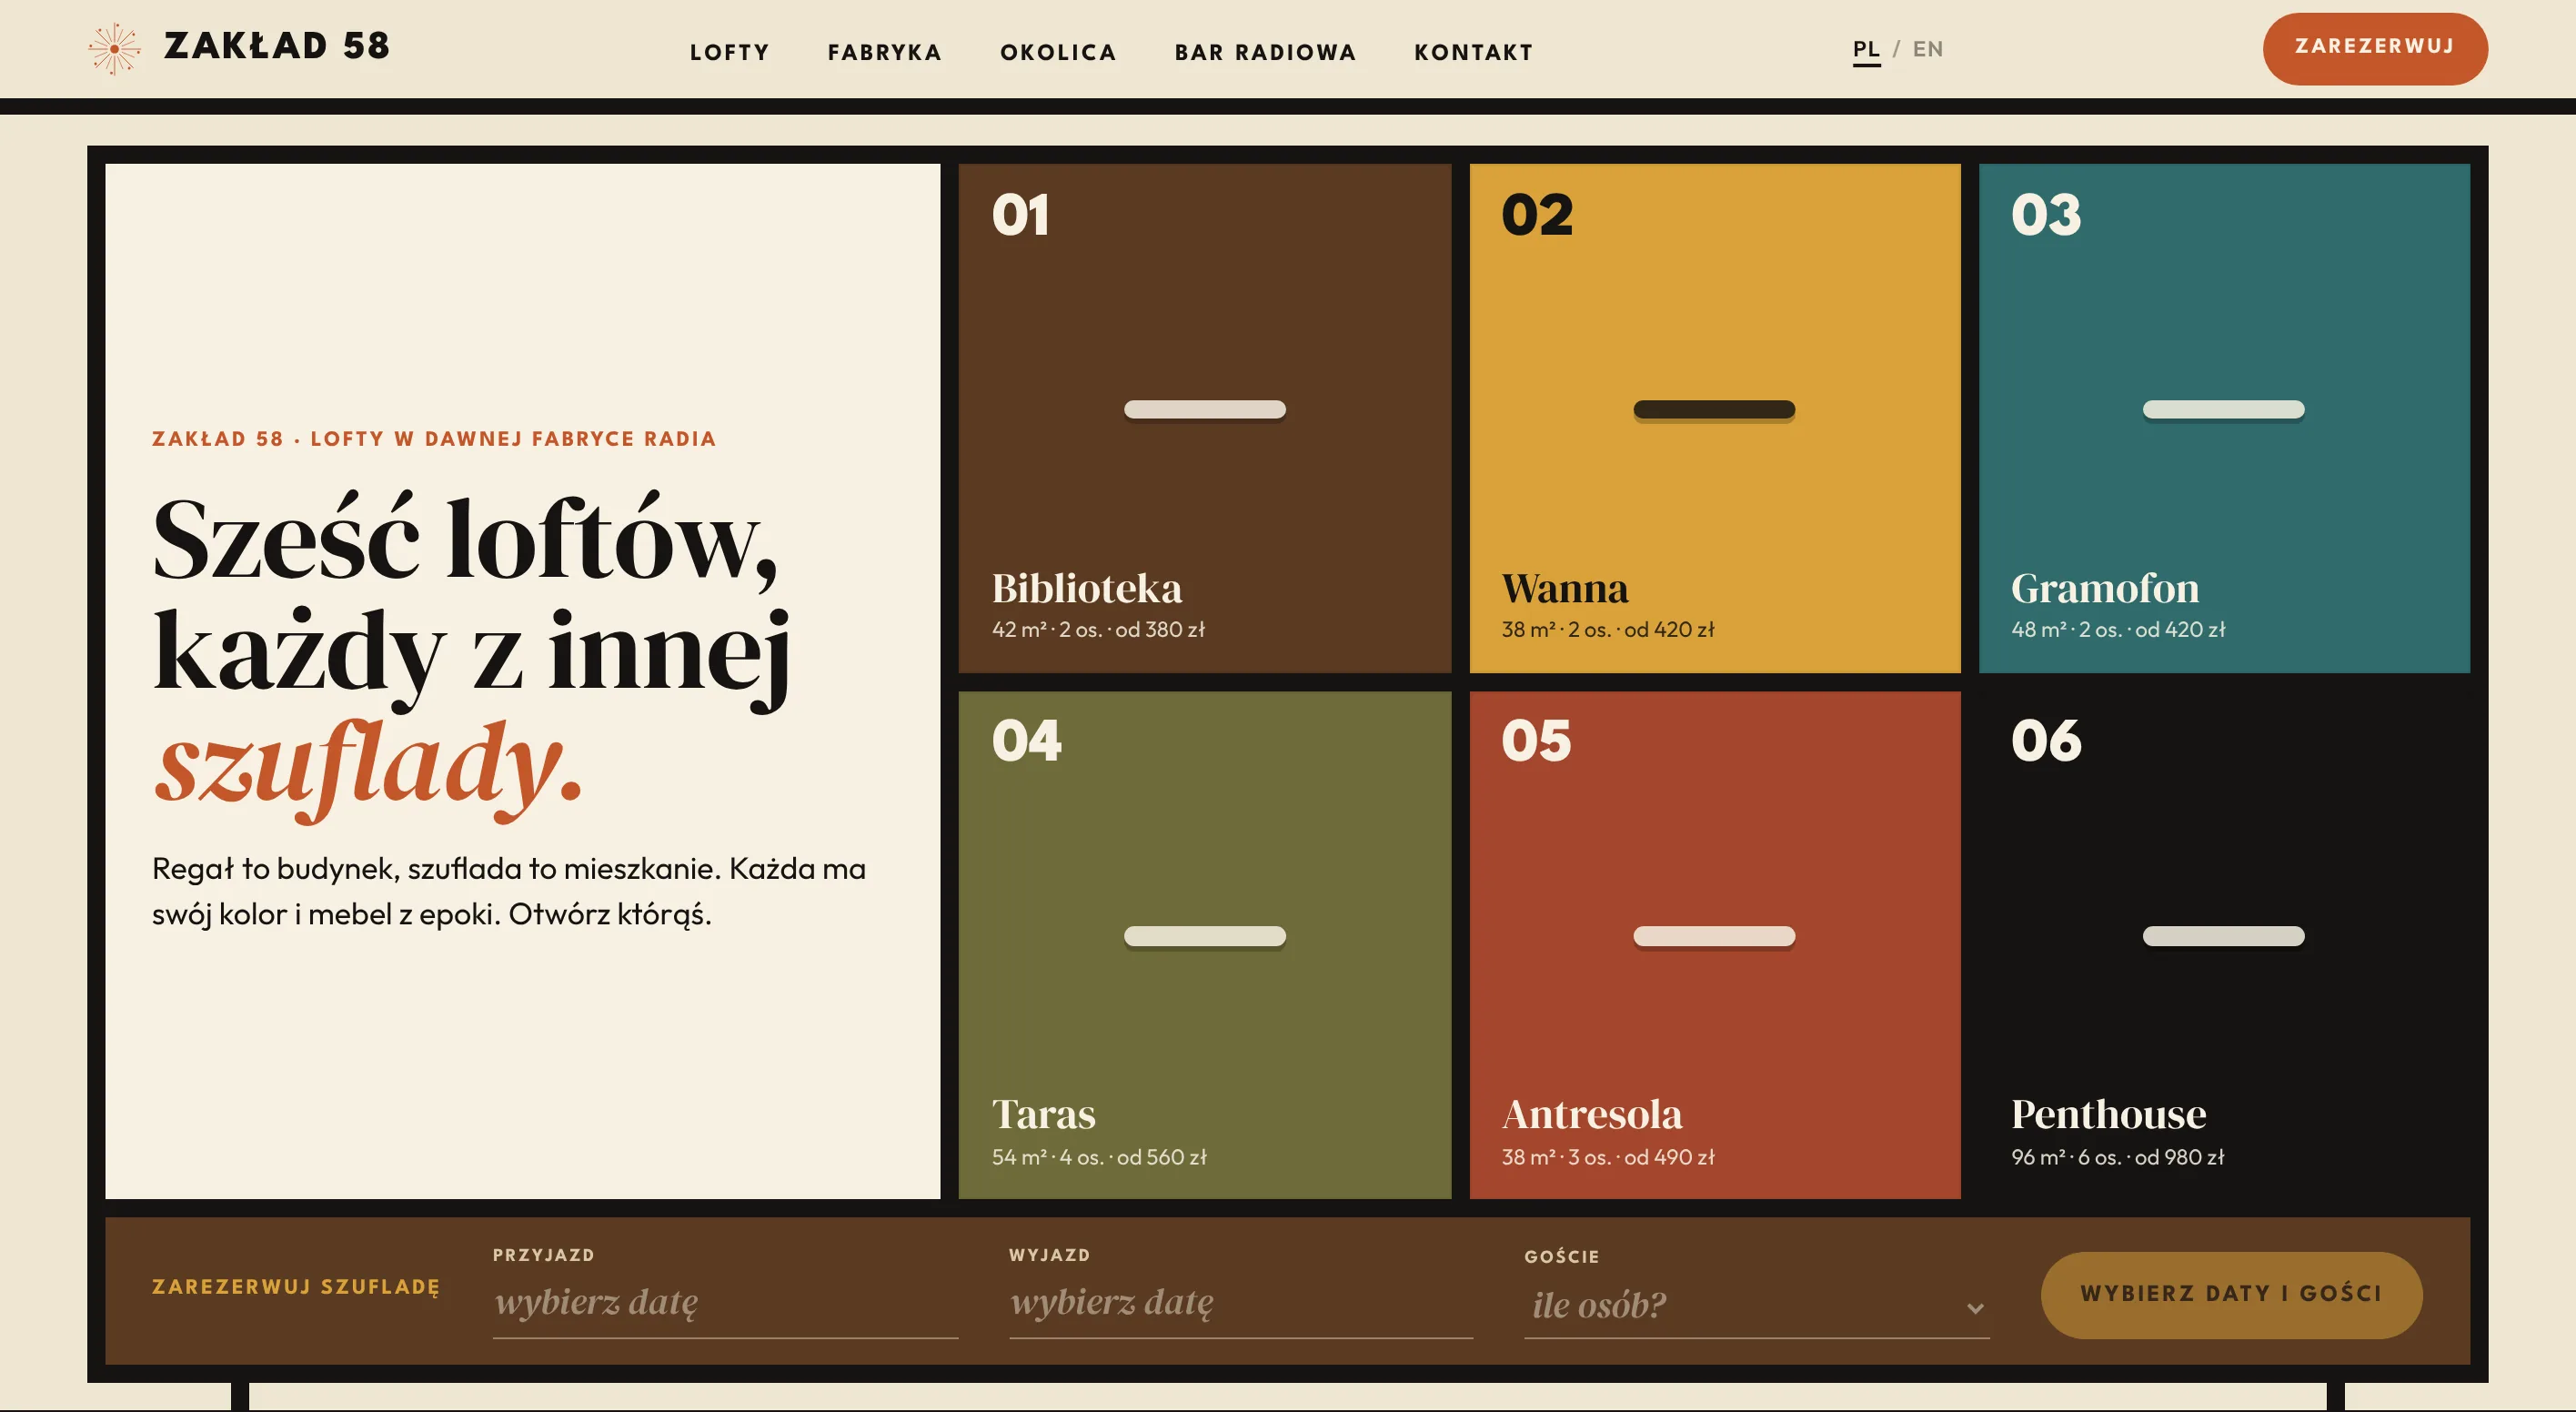 ZAKŁAD 58
LOFTY
FABRYKA
OKOLICA
BAR RADIOWA
KONTAKT
PL / EN
ZAREZERWUJ
ZAKŁAD 58 · LOFTY W DAWNEJ FABRYCE RADIA
Sześć loftów,
każdy z innej
szuflady.
Regał to budynek, szuflada to mieszkanie. Każda ma
swój kolor i mebel z epoki. Otwórz którąś.
01
Biblioteka
42 m² · 2 os. · od 380 zł
02
Wanna
38 m² · 2 os. · od 420 zł
03
Gramofon
48 m² · 2 os. · od 420 zł
04
Taras
54 m² · 4 os. · od 560 zł
05
Antresola
38 m² · 3 os. · od 490 zł
06
Penthouse
96 m² · 6 os. · od 980 zł
ZAREZERWUJ SZUFLADĘ
PRZYJAZD
wybierz datę
WYJAZD
wybierz datę
GOŚCIE
ile osób?
WYBIERZ DATY I GOŚCI